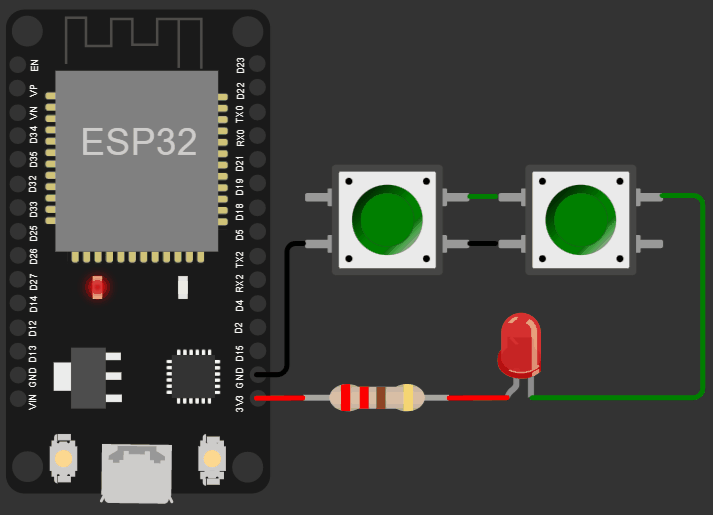 EN
VP
VN
D34
D35
D32
D33
D25
D26
D27
D14
D12
D13
GND
VIN
ESP32
D23
D22
TX0
RX0
D21
D19
D18
D5
TX2
RX2
D4
D2
D15
GND
3V3